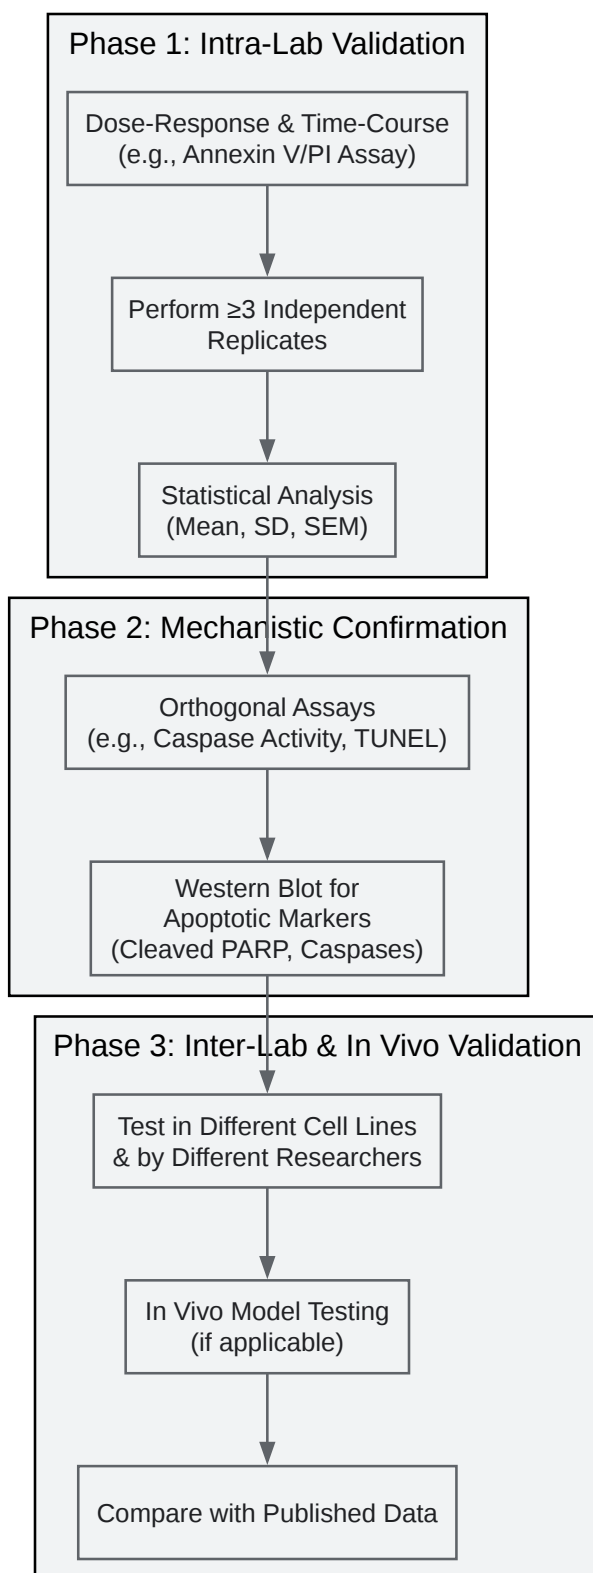 Phase 1: Intra-Lab Validation
Dose-Response & Time-Course
(e.g., Annexin V/PI Assay)
Perform ≥3 Independent
Replicates
Statistical Analysis
(Mean, SD, SEM)
Phase 2: Mechanistic Confirmation
Orthogonal Assays
(e.g., Caspase Activity, TUNEL)
Western Blot for
Apoptotic Markers
(Cleaved PARP, Caspases)
Phase 3: Inter-Lab & In Vivo Validation
Test in Different Cell Lines
& by Different Researchers
In Vivo Model Testing
(if applicable)
Compare with Published Data